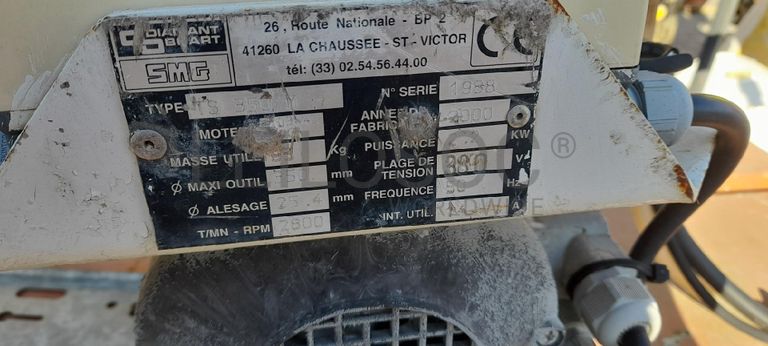 DIAMANT BOART
SMG
26, Route Nationale - BP 2
41260 LA CHAUSSEE - ST - VICTOR
tél: (33) 02.54.56.44.00
TYPE
N° SERIE 1988
MOTEUR
ANNEE DE FABRICATION 2000
MASSE UTILE Kg
PUISSANCE KW
Ø MAXI OUTIL mm
PLAGE DE TENSION 380 V
Ø ALESAGE 25.4 mm
FREQUENCE 50 Hz
T/MN - RPM 2800
INT. UTIL. A
WORLDWIDE